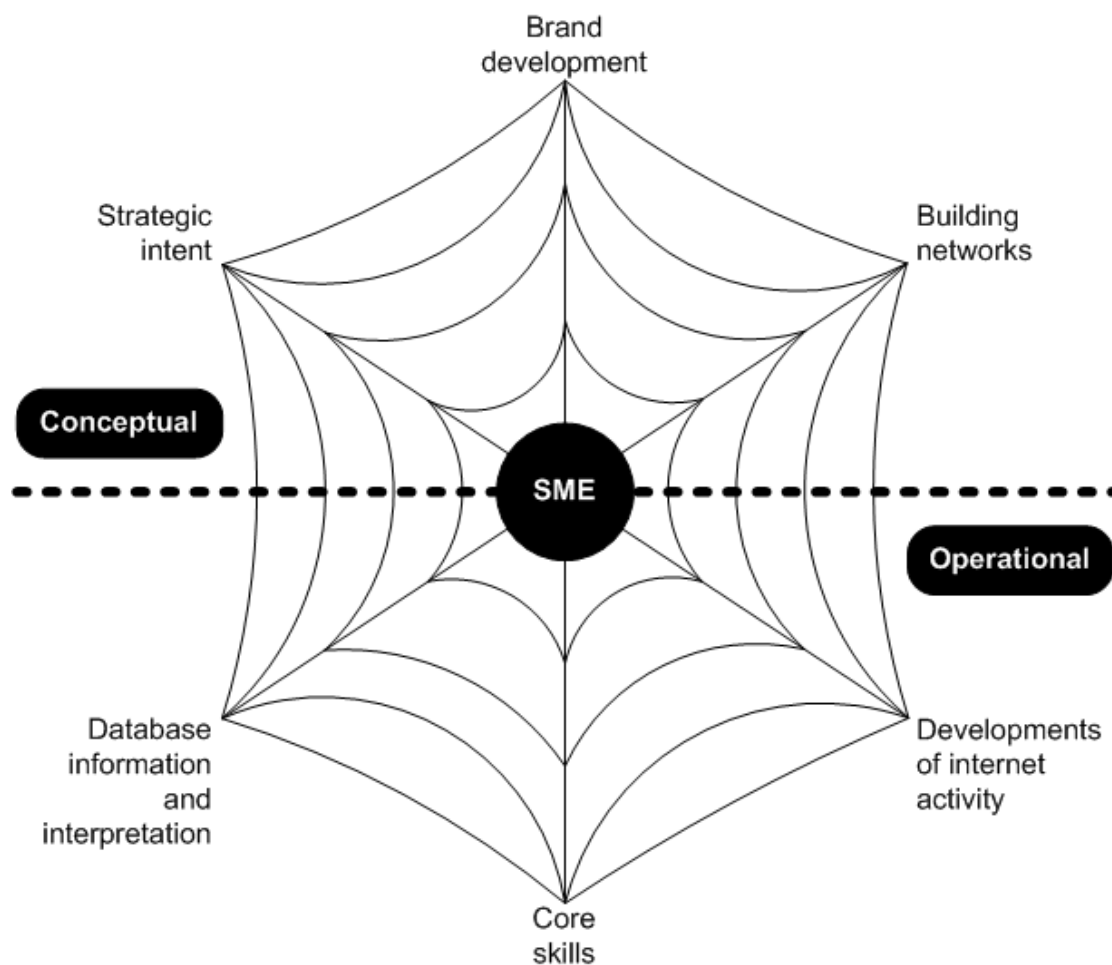 Brand
development
Strategic
intent
Building
networks
Conceptual
SME
Operational
Database
information
and
interpretation
Developments
of internet
activity
Core
skills